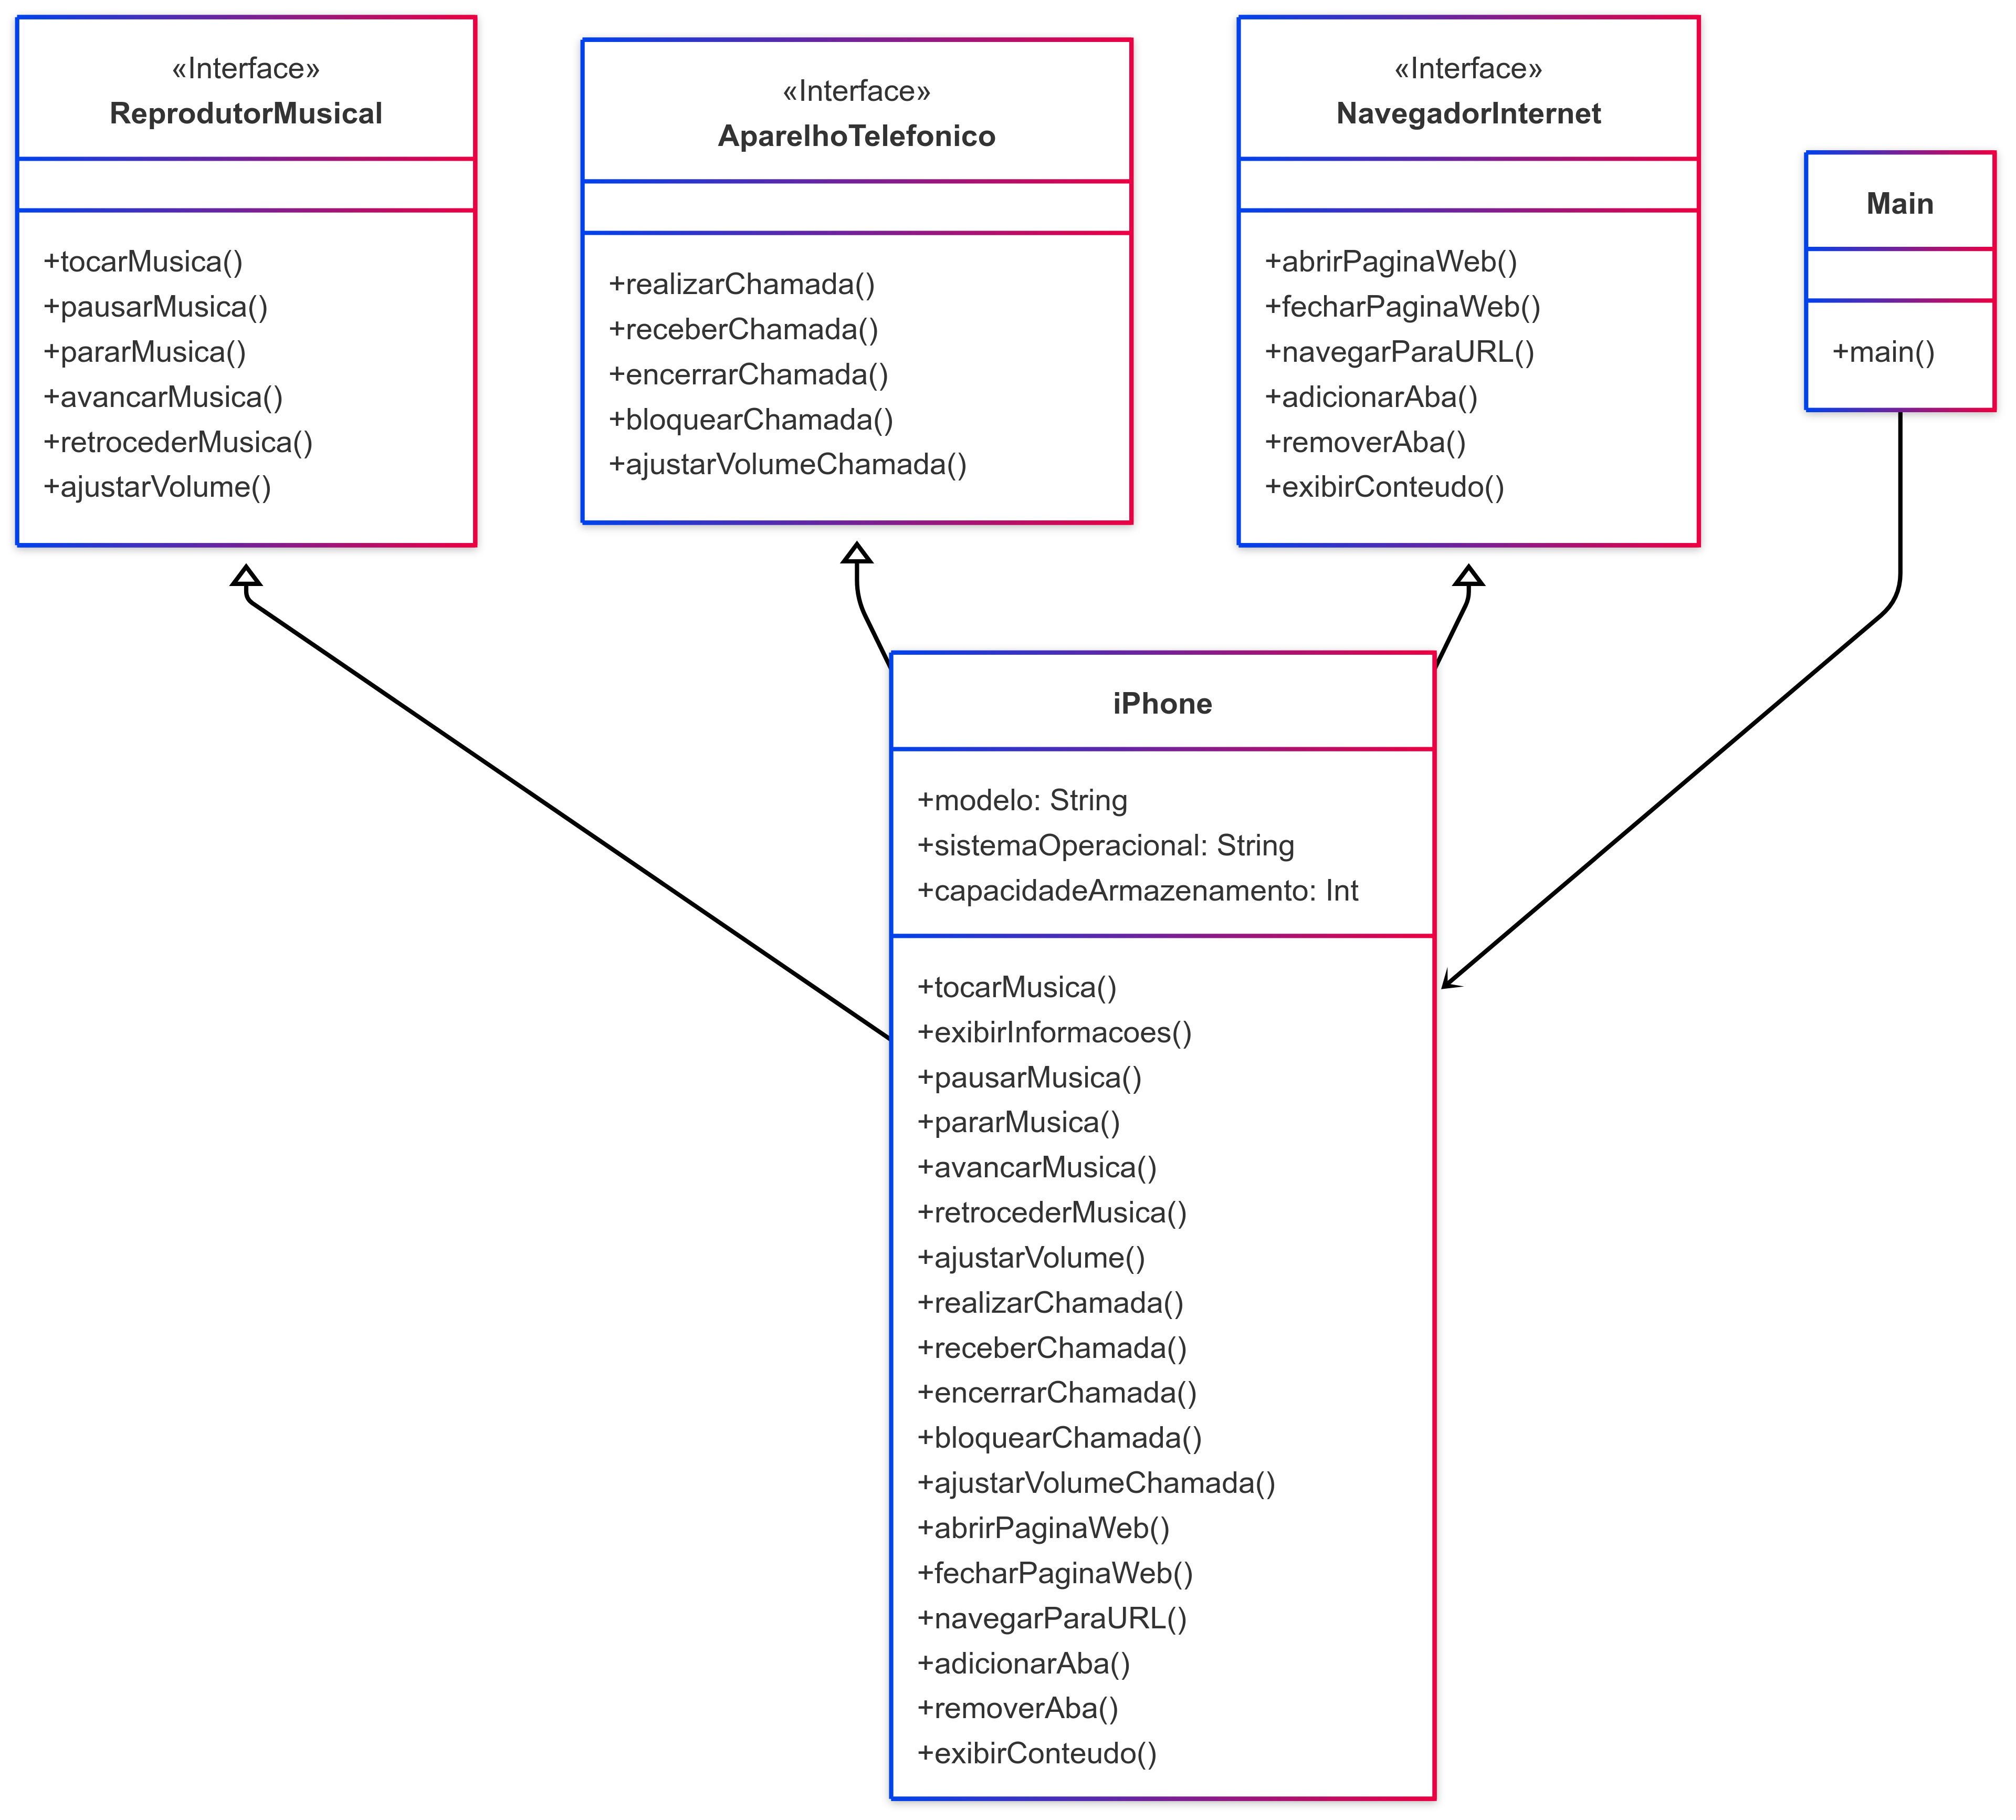 «Interface»
ReprodutorMusical
+tocarMusica()
+pausarMusica()
+pararMusica()
+avancarMusica()
+retrocederMusica()
+ajustarVolume()
«Interface»
AparelhoTelefonico
+realizarChamada()
+receberChamada()
+encerrarChamada()
+bloquearChamada()
+ajustarVolumeChamada()
«Interface»
NavegadorInternet
+abrirPaginaWeb()
+fecharPaginaWeb()
+navegarParaURL()
+adicionarAba()
+removerAba()
+exibirConteudo()
Main
+main()
iPhone
+modelo: String
+sistemaOperacional: String
+capacidadeArmazenamento: Int
+tocarMusica()
+exibirInformacoes()
+pausarMusica()
+pararMusica()
+avancarMusica()
+retrocederMusica()
+ajustarVolume()
+realizarChamada()
+receberChamada()
+encerrarChamada()
+bloquearChamada()
+ajustarVolumeChamada()
+abrirPaginaWeb()
+fecharPaginaWeb()
+navegarParaURL()
+adicionarAba()
+removerAba()
+exibirConteudo()